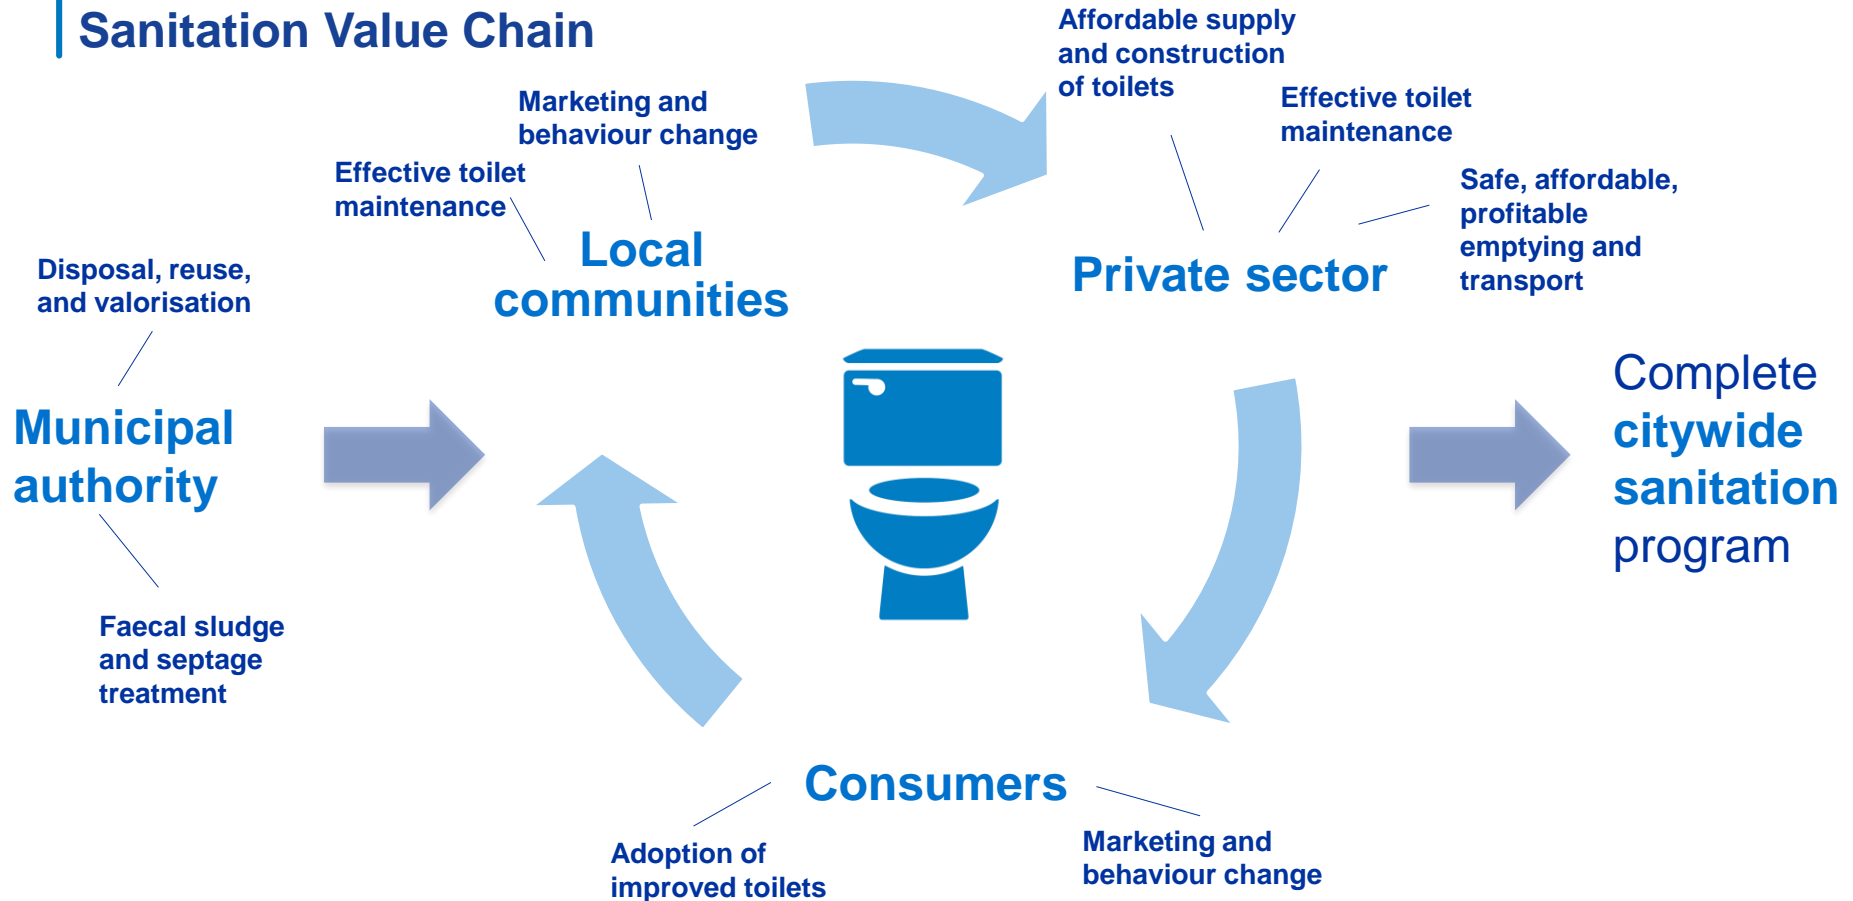 Sanitation Value Chain
Marketing and
behaviour change
Effective toilet
maintenance
Local
communities
Affordable supply
and construction
of toilets
Effective toilet
maintenance
Safe, affordable,
profitable
emptying and
transport
Private sector
Disposal, reuse,
and valorisation
Municipal
authority
Faecal sludge
and septage
treatment
Complete
citywide
sanitation
program
Consumers
Adoption of
improved toilets
Marketing and
behaviour change